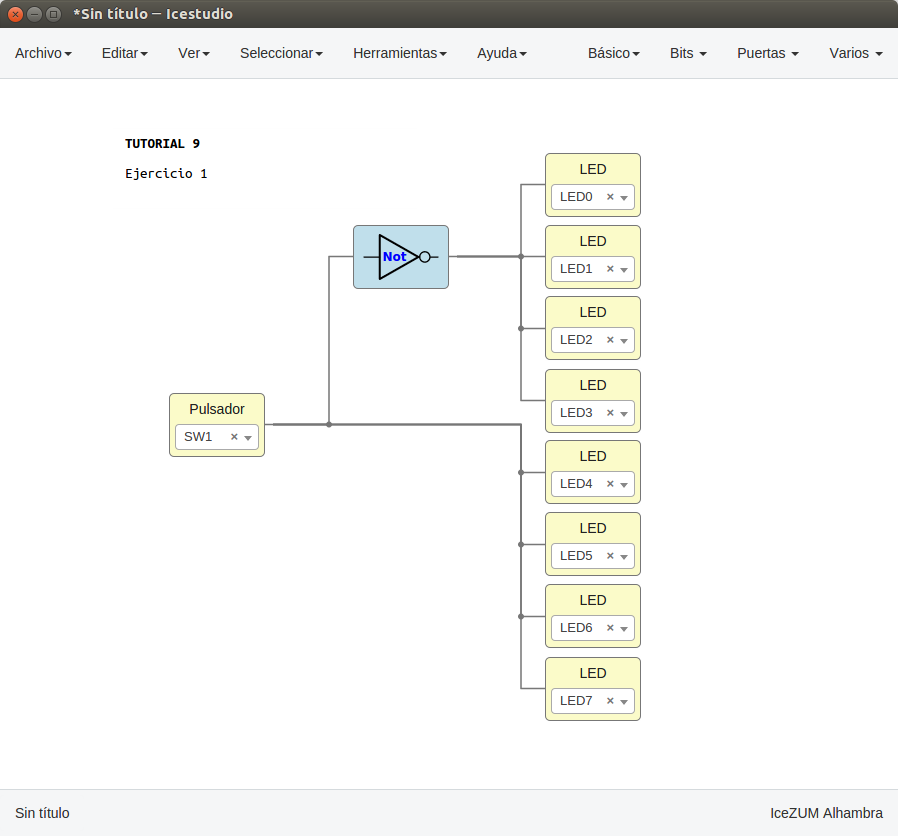 *Sin título — Icestudio
Archivo Editar Ver Seleccionar Herramientas Ayuda Básico Bits Puertas Varios
TUTORIAL 9
Ejercicio 1
LED
LED0
Not
LED
LED1
LED
LED2
LED
LED3
Pulsador
SW1
LED
LED4
LED
LED5
LED
LED6
LED
LED7
Sin título IceZUM Alhambra